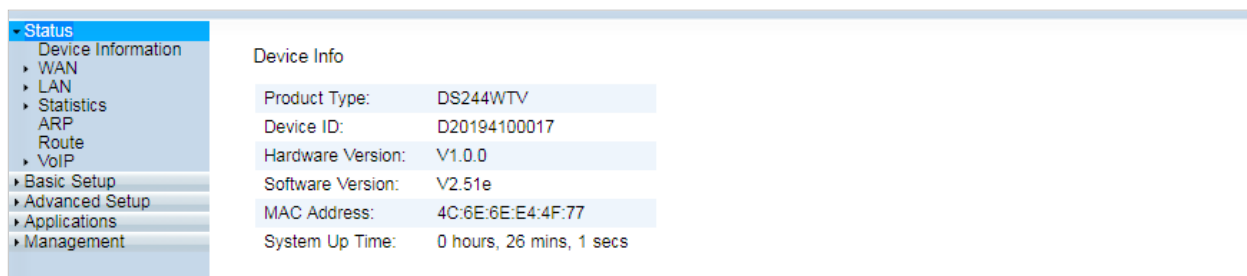 Status
Device Information
WAN
LAN
Statistics
ARP
Route
VoIP
Basic Setup
Advanced Setup
Applications
Management
Device Info
Product Type: DS244WTV
Device ID: D20194100017
Hardware Version: V1.0.0
Software Version: V2.51e
MAC Address: 4C:6E:6E:E4:4F:77
System Up Time: 0 hours, 26 mins, 1 secs